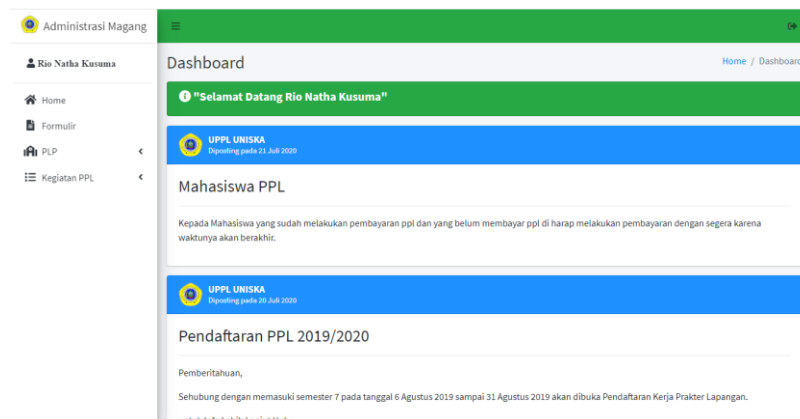 Administrasi Magang
Rio Natha Kusuma
Home
Formulir
PLP
Kegiatan PPL
Dashboard
Home / Dashboard
"Selamat Datang Rio Natha Kusuma"
UPPL UNISKA
Diposting pada 21 Juli 2020
Mahasiswa PPL
Kepada Mahasiswa yang sudah melakukan pembayaran ppl dan yang belum membayar ppl di harap melakukan pembayaran dengan segera karena
waktunya akan berakhir.
UPPL UNISKA
Diposting pada 20 Juli 2020
Pendaftaran PPL 2019/2020
Pemberitahuan,
Sehubung dengan memasuki semester 7 pada tanggal 6 Agustus 2019 sampai 31 Agustus 2019 akan dibuka Pendaftaran Kerja Prakter Lapangan.